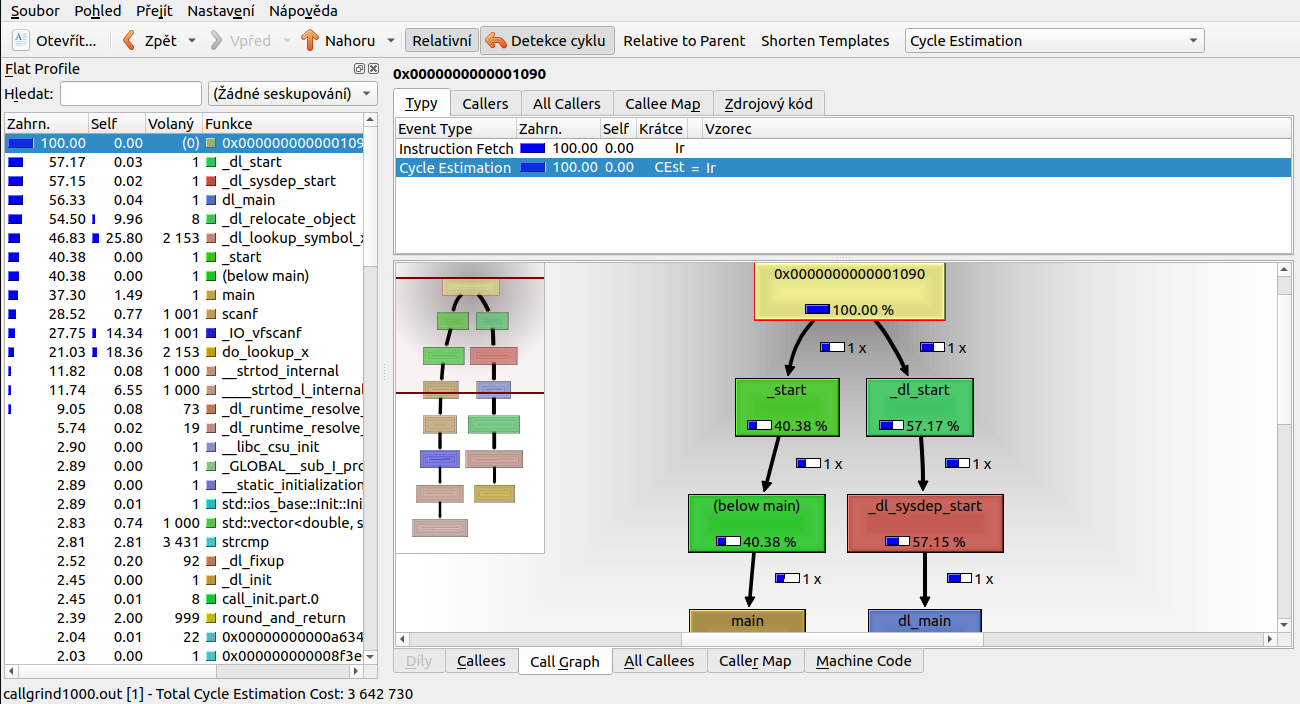 Soubor Pohled Přejít Nastavení Nápověda
Otevřít... Zpět Vpřed Nahoru Relativní Detekce cyklu Relative to Parent Shorten Templates Cycle Estimation
Flat Profile
Hledat: (Žádné seskupování)
Zahrn. Self Volaný Funkce
100.00 0.00 (0) 0x000000000000109
57.17 0.03 1 _dl_start
57.15 0.02 1 _dl_sysdep_start
56.33 0.04 1 dl_main
54.50 9.96 8 _dl_relocate_object
46.83 25.80 2 153 _dl_lookup_symbol_x
40.38 0.00 1 _start
40.38 0.00 1 (below main)
37.30 1.49 1 main
28.52 0.77 1 001 scanf
27.75 14.34 1 001 _IO_vfscanf
21.03 18.36 2 153 do_lookup_x
11.82 0.08 1 000 __strtod_internal
11.74 6.55 1 000 ____strtod_l_internal
9.05 0.08 73 _dl_runtime_resolve_
5.74 0.02 19 _dl_runtime_resolve_
2.90 0.00 1 __libc_csu_init
2.89 0.00 1 _GLOBAL__sub_I_pro
2.89 0.00 1 __static_initialization
2.89 0.01 1 std::ios_base::Init::Ini
2.83 0.74 1 000 std::vector<double, s
2.81 2.81 3 431 strcmp
2.52 0.20 92 _dl_fixup
2.45 0.00 1 _dl_init
2.45 0.01 8 call_init.part.0
2.39 2.00 999 round_and_return
2.04 0.01 22 0x00000000000a634
2.03 0.00 1 0x000000000008f3e
0x0000000000001090
Typy Callers All Callers Callee Map Zdrojový kód
Event Type Zahrn. Self Krátce Vzorec
Instruction Fetch 100.00 0.00 Ir
Cycle Estimation 100.00 0.00 CEst = Ir
0x0000000000001090
100.00 %
1 x 1 x
_start _dl_start
40.38 % 57.17 %
1 x 1 x
(below main) _dl_sysdep_start
40.38 % 57.15 %
1 x 1 x
main dl_main
Díly Callees Call Graph All Callees Caller Map Machine Code
callgrind1000.out [1] - Total Cycle Estimation Cost: 3 642 730